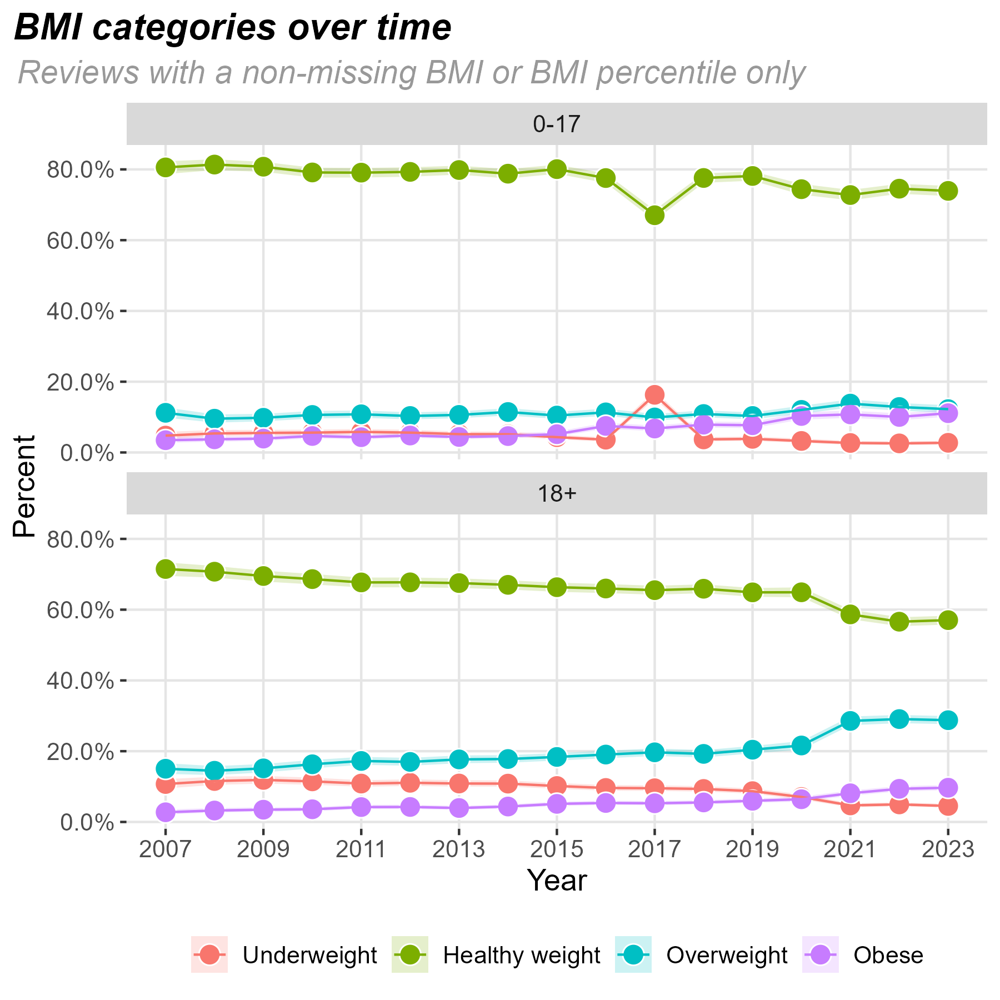 BMI categories over time
Reviews with a non-missing BMI or BMI percentile only
0-17
80.0%
60.0%
40.0%
20.0%
0.0%
Percent
18+
80.0%
60.0%
40.0%
20.0%
0.0%
2007 2009 2011 2013 2015 2017 2019 2021 2023
Year
Underweight Healthy weight Overweight Obese